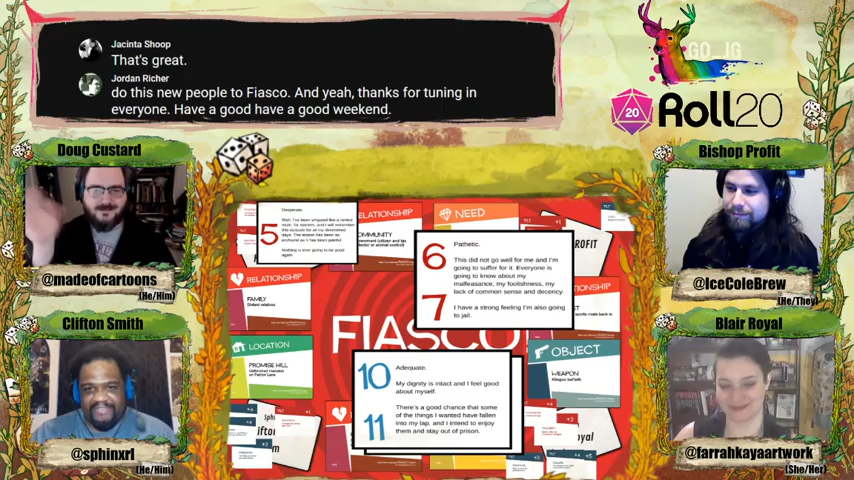 Jacinta Shoop
That's great.
Jordan Richer
do this new people to Fiasco. And yeah, thanks for tuning in
everyone. Have a good have a good weekend.
GO_JG
20
Roll20
Doug Custard
@madeofcartoons
(He/Him)
Bishop Profit
@IceColeBrew
(He/They)
Clifton Smith
@sphinxrl
(He/Him)
Blair Royal
@farrahkayaartwork
(She/Her)
5
Desperate.
RELATIONSHIP
COMMUNITY
NEED
6
Pathetic.
This did not go well for me and I'm
going to suffer for it. Everyone is
going to know about my
malfeasance, my foolishness, my
lack of common sense and decency.
7
I have a strong feeling I'm also going
to jail.
ROFIT
RELATIONSHIP
FAMILY
Distant relatives
LOCATION
PROMISE HILL
FIASCO
OBJECT
WEAPON
10
Adequate.
My dignity is intact and I feel good
about myself.
11
There's a good chance that some
of the things I wanted have fallen
into my lap, and I intend to enjoy
them and stay out of prison.